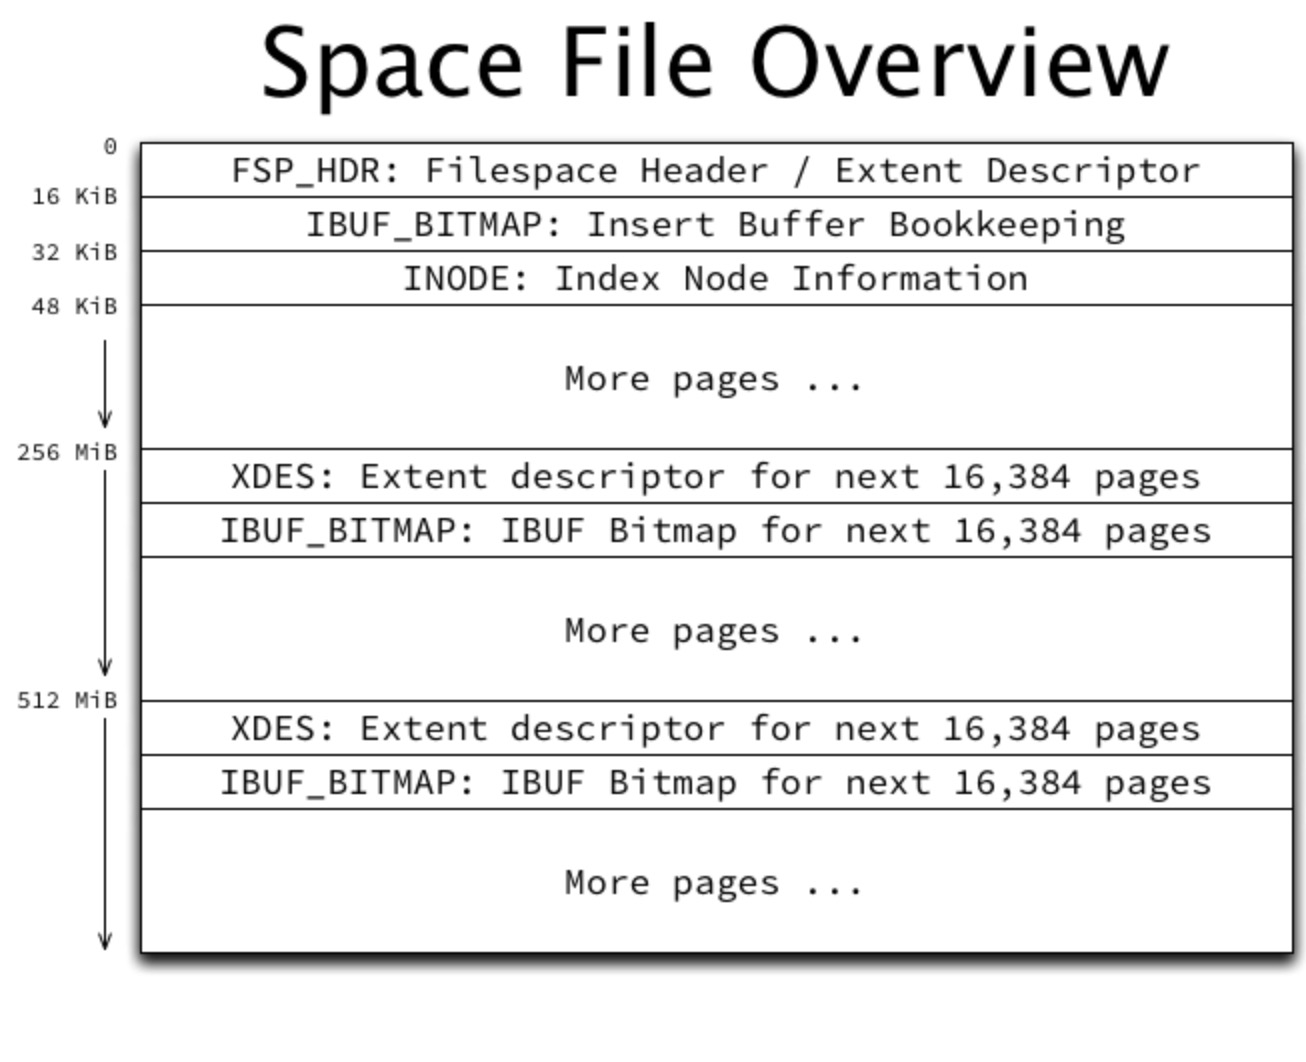 Space File Overview
0
FSP_HDR: Filespace Header / Extent Descriptor
16 KiB
IBUF_BITMAP: Insert Buffer Bookkeeping
32 KiB
INODE: Index Node Information
48 KiB
More pages ...
256 MiB
XDES: Extent descriptor for next 16,384 pages
IBUF_BITMAP: IBUF Bitmap for next 16,384 pages
More pages ...
512 MiB
XDES: Extent descriptor for next 16,384 pages
IBUF_BITMAP: IBUF Bitmap for next 16,384 pages
More pages ...